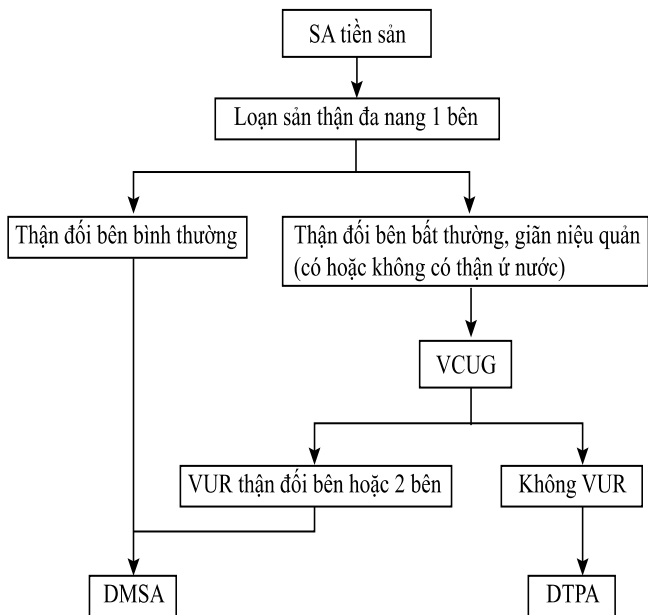 SA tiền sản
Loạn sản thận đa nang 1 bên
Thận đối bên bình thường
Thận đối bên bất thường, giãn niệu quản
(có hoặc không có thận ứ nước)
VCUG
VUR thận đối bên hoặc 2 bên
Không VUR
DMSA
DTPA